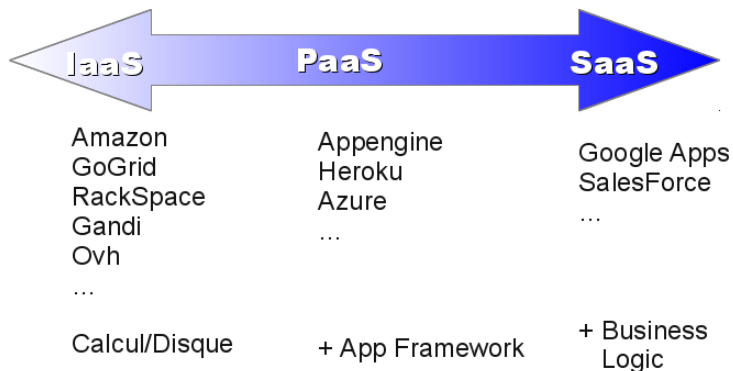 IaaS
PaaS
SaaS
Amazon
GoGrid
RackSpace
Gandi
Ovh
...
Calcul/Disque
Appengine
Heroku
Azure
...
+ App Framework
Google Apps
SalesForce
...
+ Business
Logic